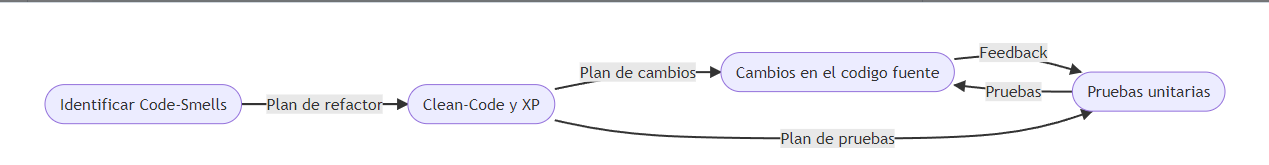 Identificar Code-Smells
Plan de refactor
Clean-Code y XP
Plan de cambios
Cambios en el codigo fuente
Feedback
Pruebas
Pruebas unitarias
Plan de pruebas